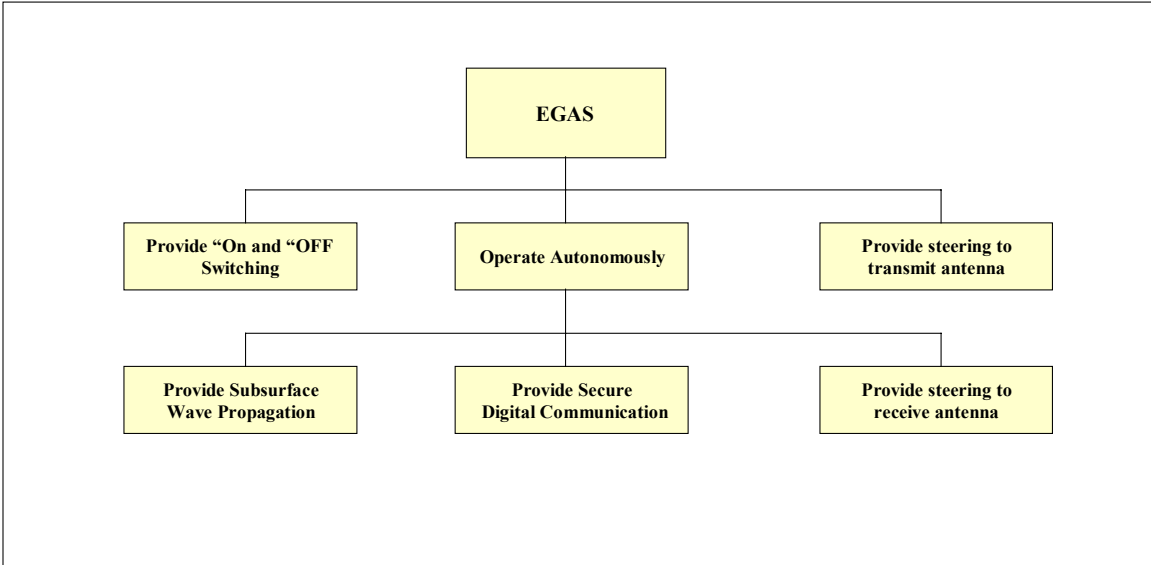 EGAS
Provide “On and “OFF
Switching
Operate Autonomously
Provide steering to
transmit antenna
Provide Subsurface
Wave Propagation
Provide Secure
Digital Communication
Provide steering to
receive antenna